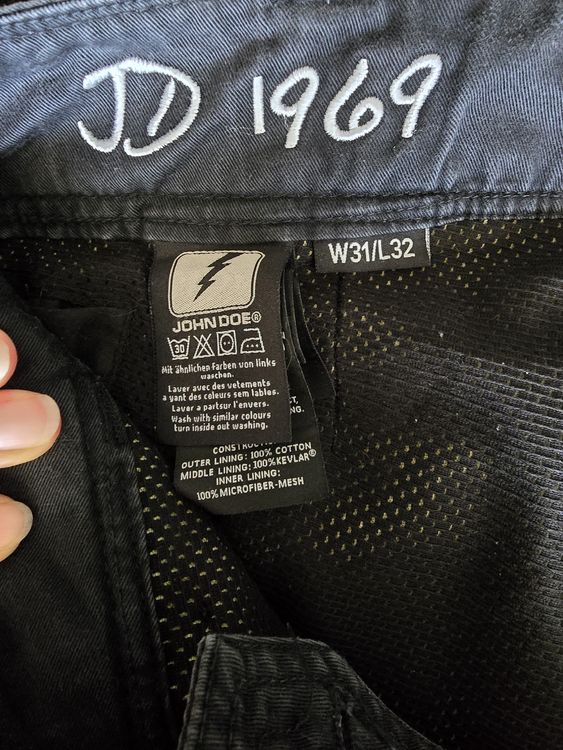 JD 1969
W31/L32
JOHN DOE®
30
Mit ähnlichen Farben von links
waschen.
Laver avec des vetements
a yant des coleurs sem lables.
Laver a partsur l'envers.
Wash with similar colours
turn inside out washing.
OUTER LINING: 100% COTTON
MIDDLE LINING: 100%KEVLAR®
INNER LINING:
100%MICROFIBER-MESH